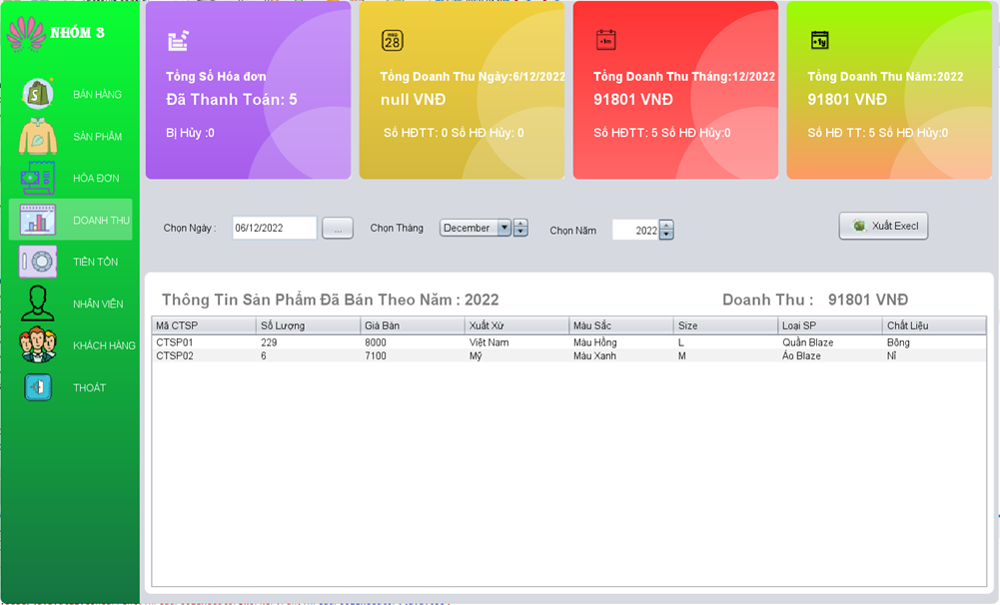 NHÓM 3
BÁN HÀNG
SẢN PHẨM
HÓA ĐƠN
DOANH THU
TIỀN TỒN
NHÂN VIÊN
KHÁCH HÀNG
THOÁT
Tổng Số Hóa đơn
Đã Thanh Toán: 5
Bị Hủy :0
28
Tổng Doanh Thu Ngày:6/12/2022
null VNĐ
Số HĐTT: 0 Số HĐ Hủy: 0
+1m
Tổng Doanh Thu Tháng:12/2022
91801 VNĐ
Số HĐTT: 5 Số HĐ Hủy:0
+1y
Tổng Doanh Thu Năm:2022
91801 VNĐ
Số HĐ TT: 5 Số HĐ Hủy:0
Chọn Ngày : 06/12/2022 ... Chọn Tháng December Chọn Năm 2022 Xuất Execl
Thông Tin Sản Phẩm Đã Bán Theo Năm : 2022 Doanh Thu : 91801 VNĐ
Mã CTSP Số Lượng Giá Bán Xuất Xứ Màu Sắc Size Loại SP Chất Liệu
CTSP01 229 8000 Việt Nam Màu Hồng L Quần Blaze Bông
CTSP02 6 7100 Mỹ Màu Xanh M Áo Blaze Nỉ